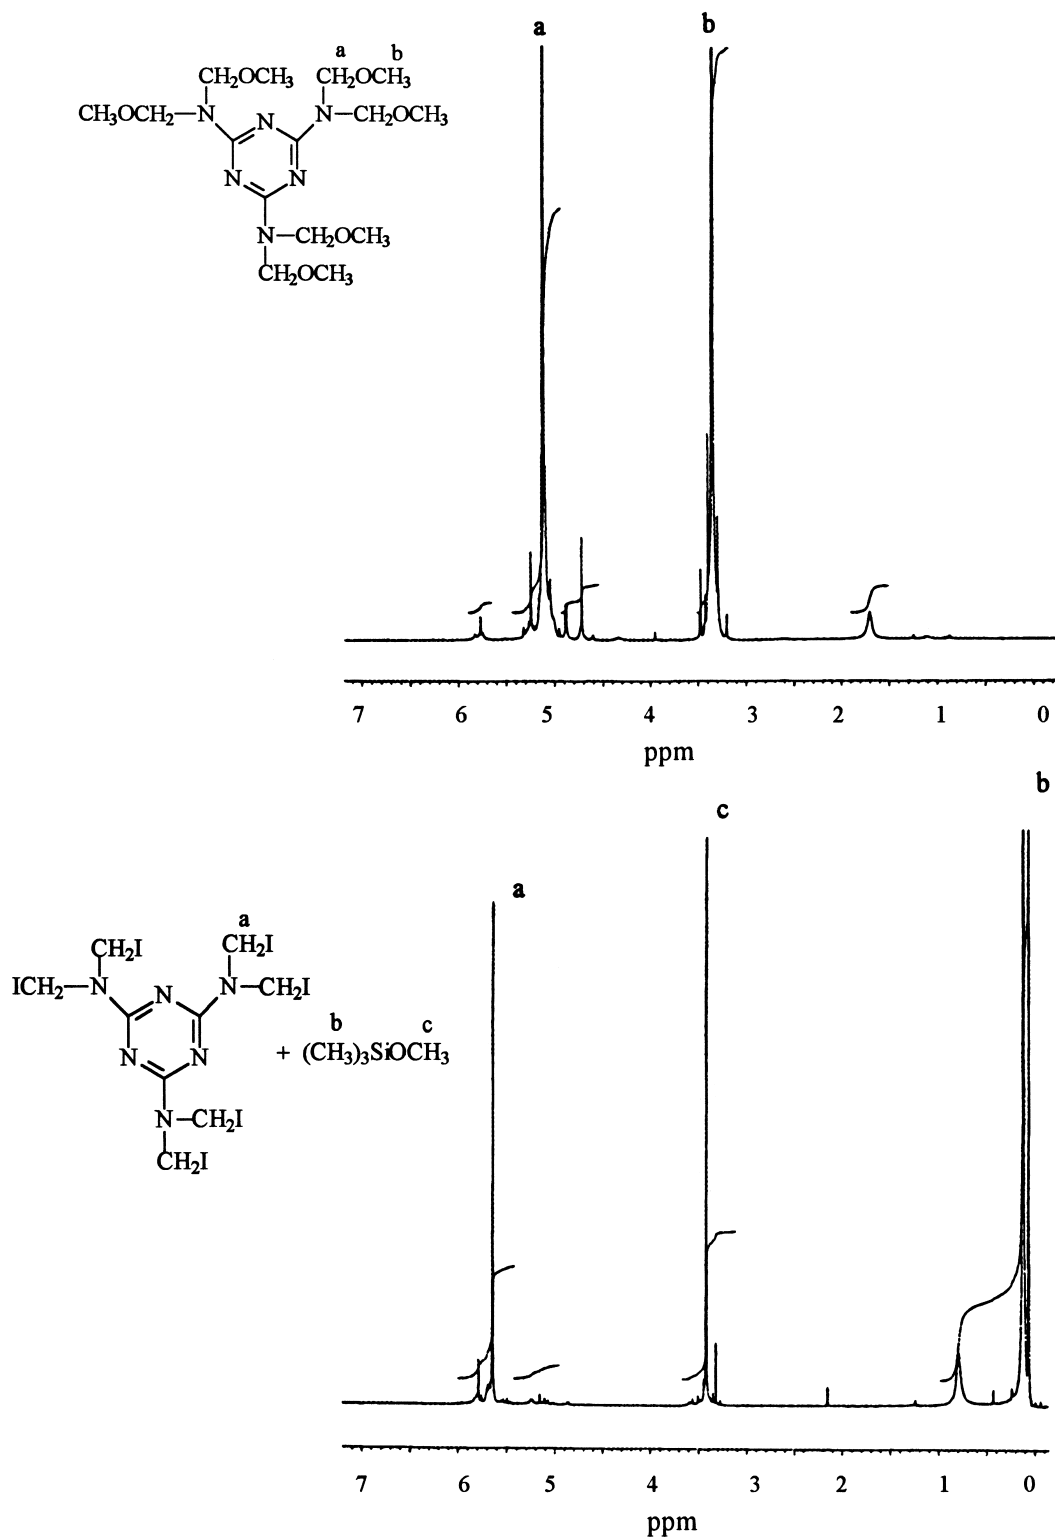 a b
a b
CH2OCH3 CH2OCH3
CH3OCH2 N N CH2OCH3
N
N N
N CH2OCH3
CH2OCH3
7 6 5 4 3 2 1 0
ppm
b
c
a
a
CH2I CH2I
ICH2 N N CH2I
N
b c
N N + (CH3)3SiOCH3
N CH2I
CH2I
7 6 5 4 3 2 1 0
ppm